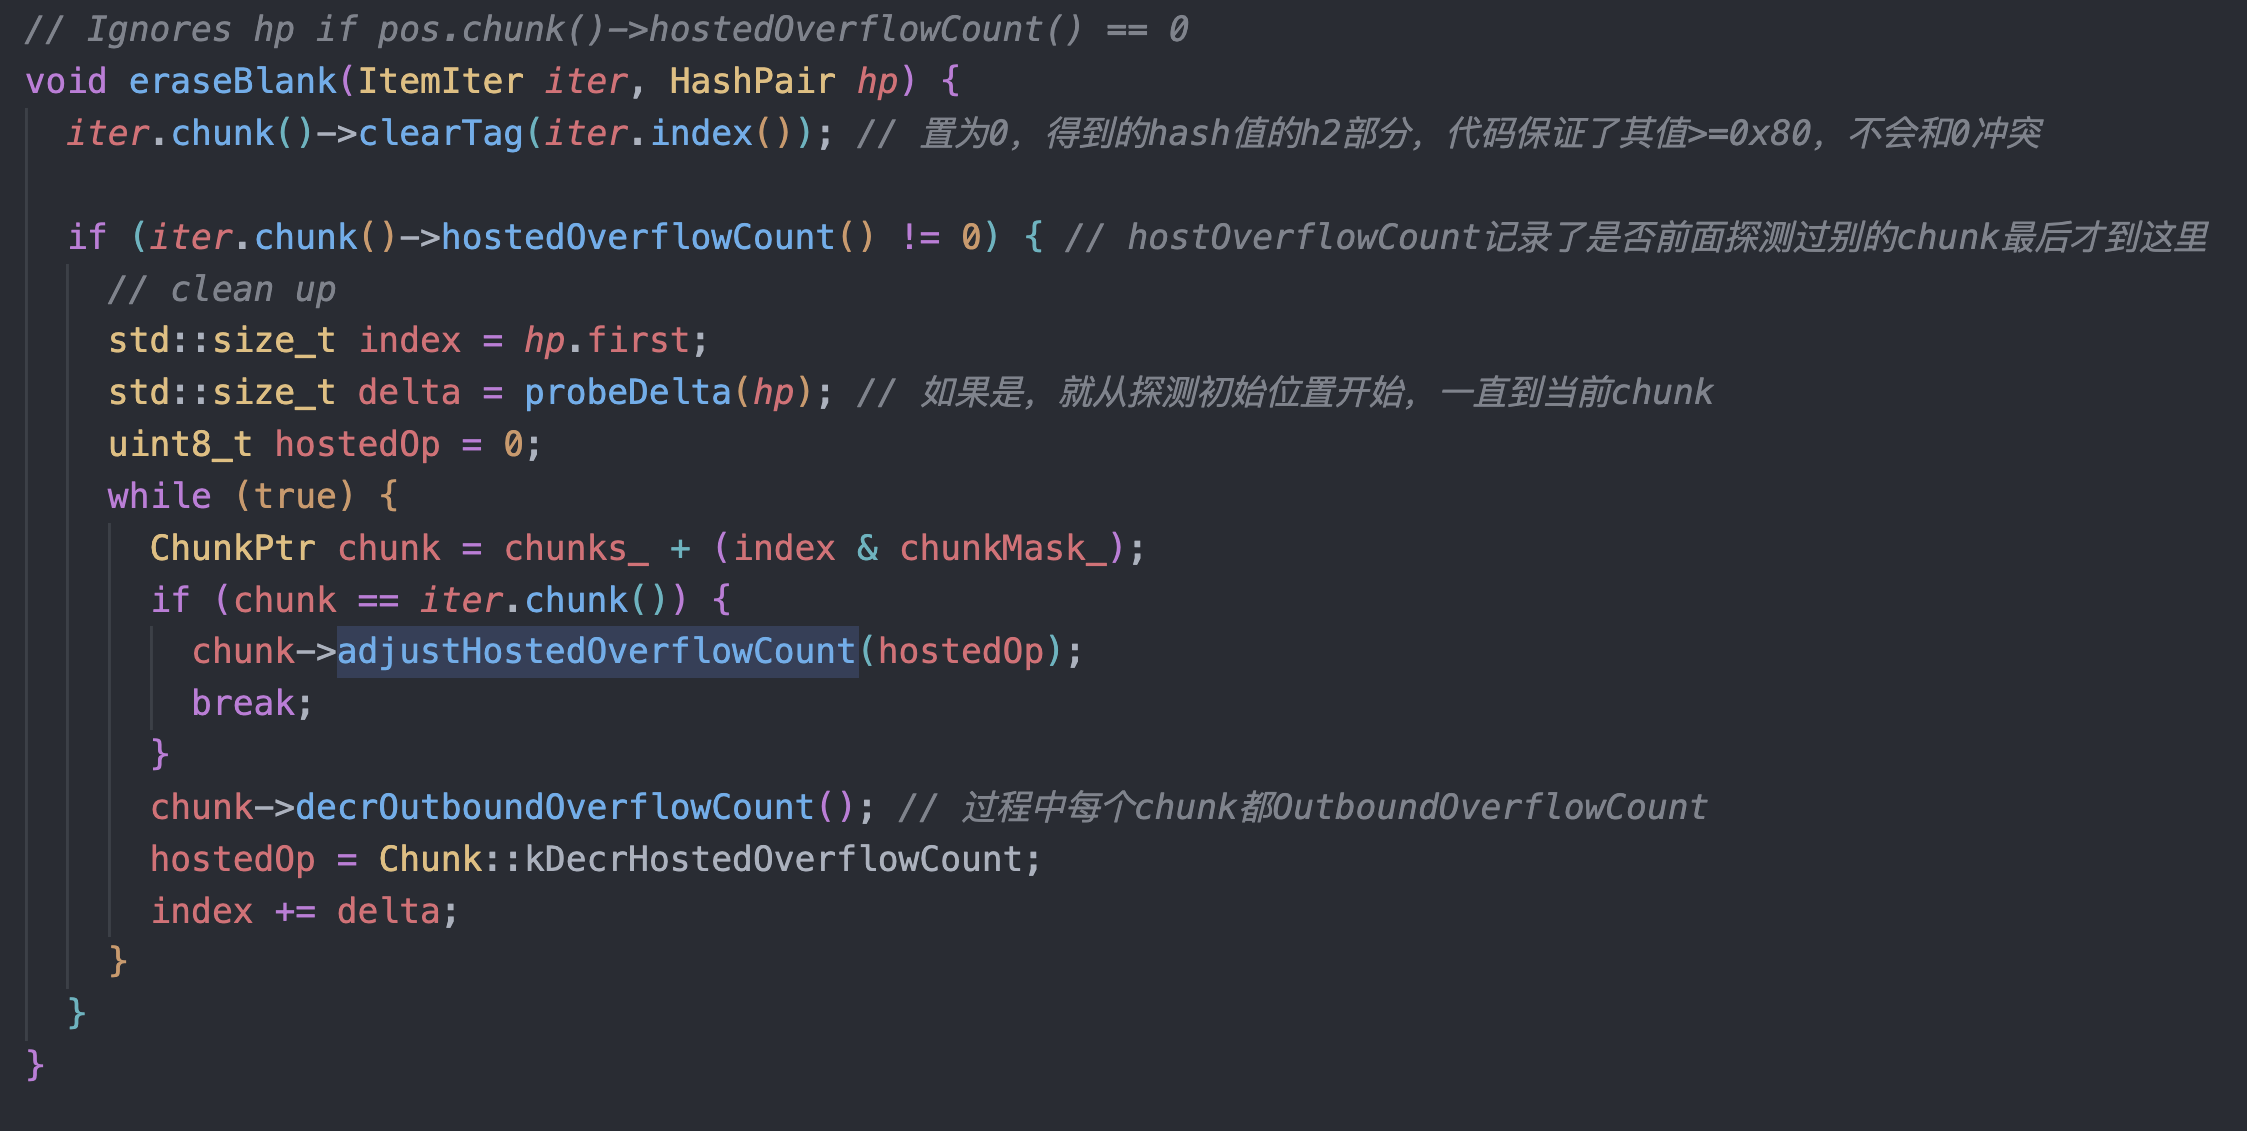 // Ignores hp if pos.chunk()->hostedOverflowCount() == 0
void eraseBlank(ItemIter iter, HashPair hp) {
iter.chunk()->clearTag(iter.index()); // 置为0，得到的hash值的h2部分，代码保证了其值>=0x80，不会和0冲突
if (iter.chunk()->hostedOverflowCount() != 0) { // hostOverflowCount记录了是否前面探测过别的chunk最后才到这里
// clean up
std::size_t index = hp.first;
std::size_t delta = probeDelta(hp); // 如果是，就从探测初始位置开始，一直到当前chunk
uint8_t hostedOp = 0;
while (true) {
ChunkPtr chunk = chunks_ + (index & chunkMask_);
if (chunk == iter.chunk()) {
chunk->adjustHostedOverflowCount(hostedOp);
break;
}
chunk->decrOutboundOverflowCount(); // 过程中每个chunk都OutboundOverflowCount
hostedOp = Chunk::kDecrHostedOverflowCount;
index += delta;
}
}
}